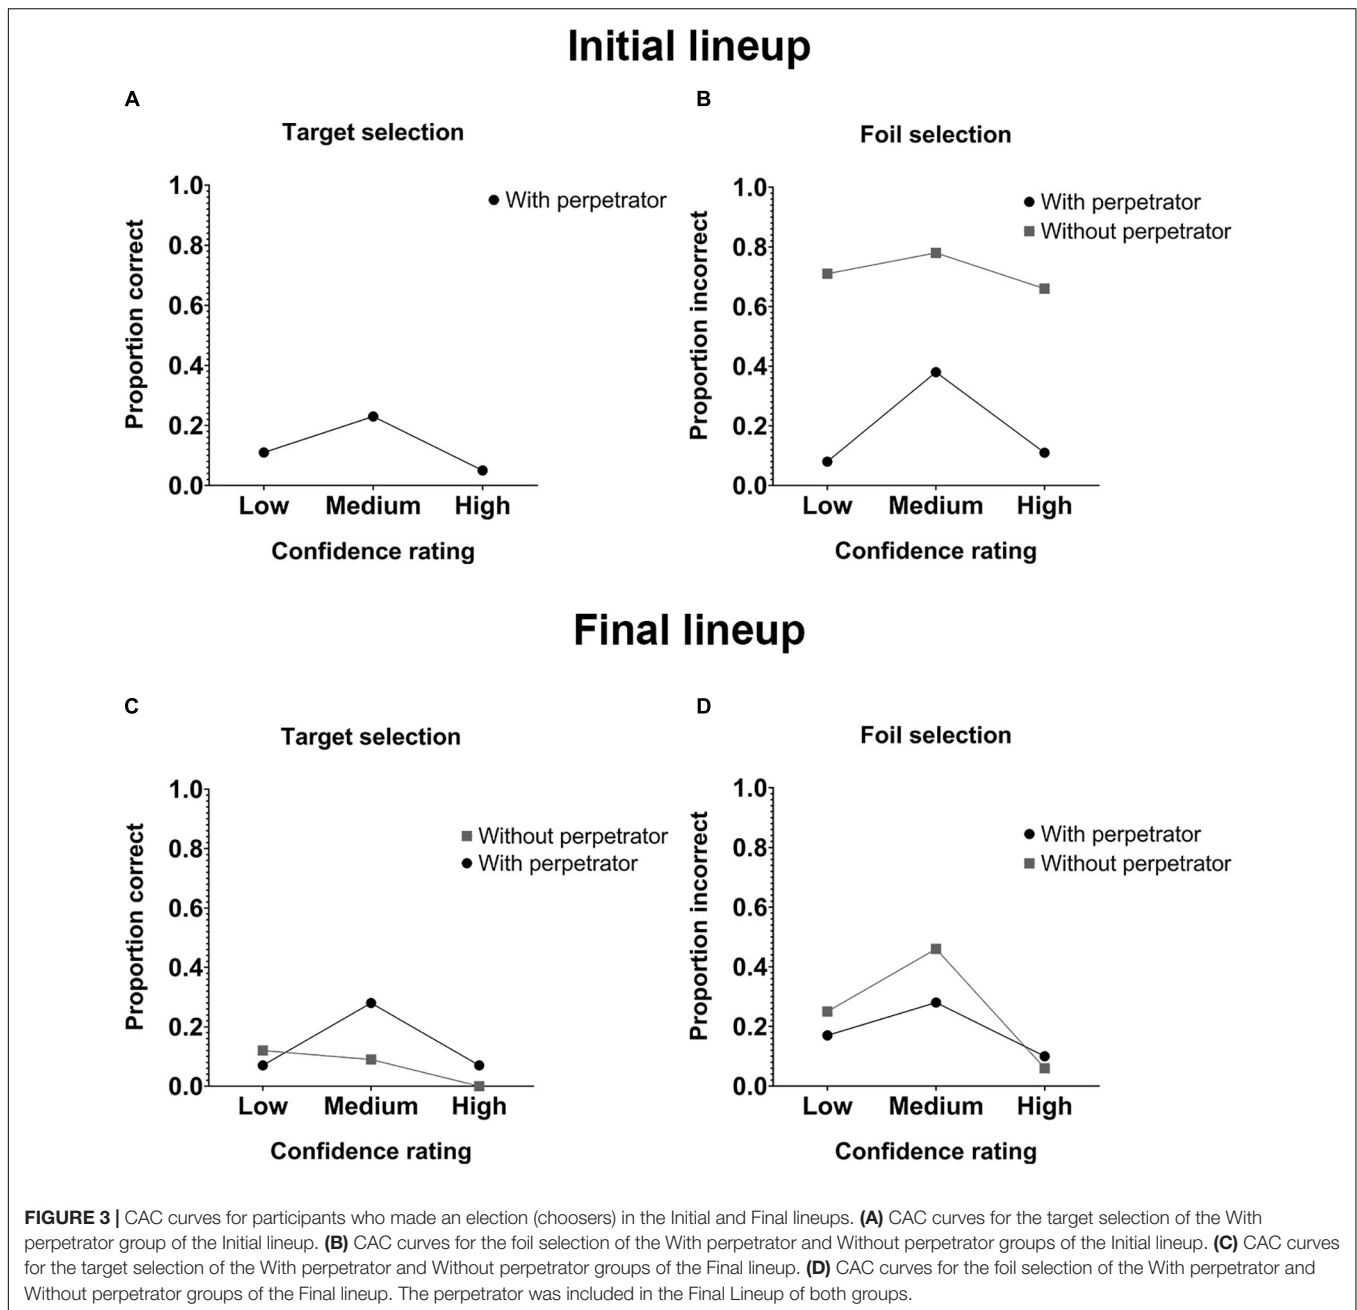 Initial lineup
A
Target selection
With perpetrator
Proportion correct
1.0
0.8
0.6
0.4
0.2
0.0
Low Medium High
Confidence rating
B
Foil selection
With perpetrator
Without perpetrator
Proportion incorrect
1.0
0.8
0.6
0.4
0.2
0.0
Low Medium High
Confidence rating
Final lineup
C
Target selection
Without perpetrator
With perpetrator
Proportion correct
1.0
0.8
0.6
0.4
0.2
0.0
Low Medium High
Confidence rating
D
Foil selection
With perpetrator
Without perpetrator
Proportion incorrect
1.0
0.8
0.6
0.4
0.2
0.0
Low Medium High
Confidence rating
FIGURE 3 | CAC curves for participants who made an election (choosers) in the Initial and Final lineups. (A) CAC curves for the target selection of the With
perpetrator group of the Initial lineup. (B) CAC curves for the foil selection of the With perpetrator and Without perpetrator groups of the Initial lineup. (C) CAC curves
for the target selection of the With perpetrator and Without perpetrator groups of the Final lineup. (D) CAC curves for the foil selection of the With perpetrator and
Without perpetrator groups of the Final lineup. The perpetrator was included in the Final Lineup of both groups.